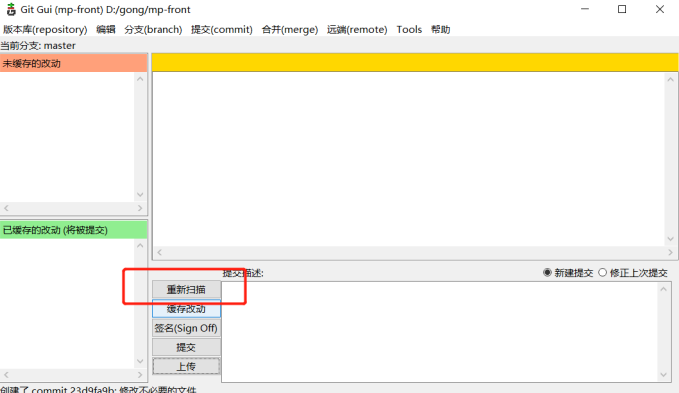 Git Gui (mp-front) D:/gong/mp-front
版本库(repository) 编辑 分支(branch) 提交(commit) 合并(merge) 远端(remote) Tools 帮助
当前分支: master
未缓存的改动
已缓存的改动 (将被提交)
提交描述:
新建提交
修正上次提交
重新扫描
缓存改动
签名(Sign Off)
提交
上传
创建了 commit 23d9fa9b: 修改不必要的文件